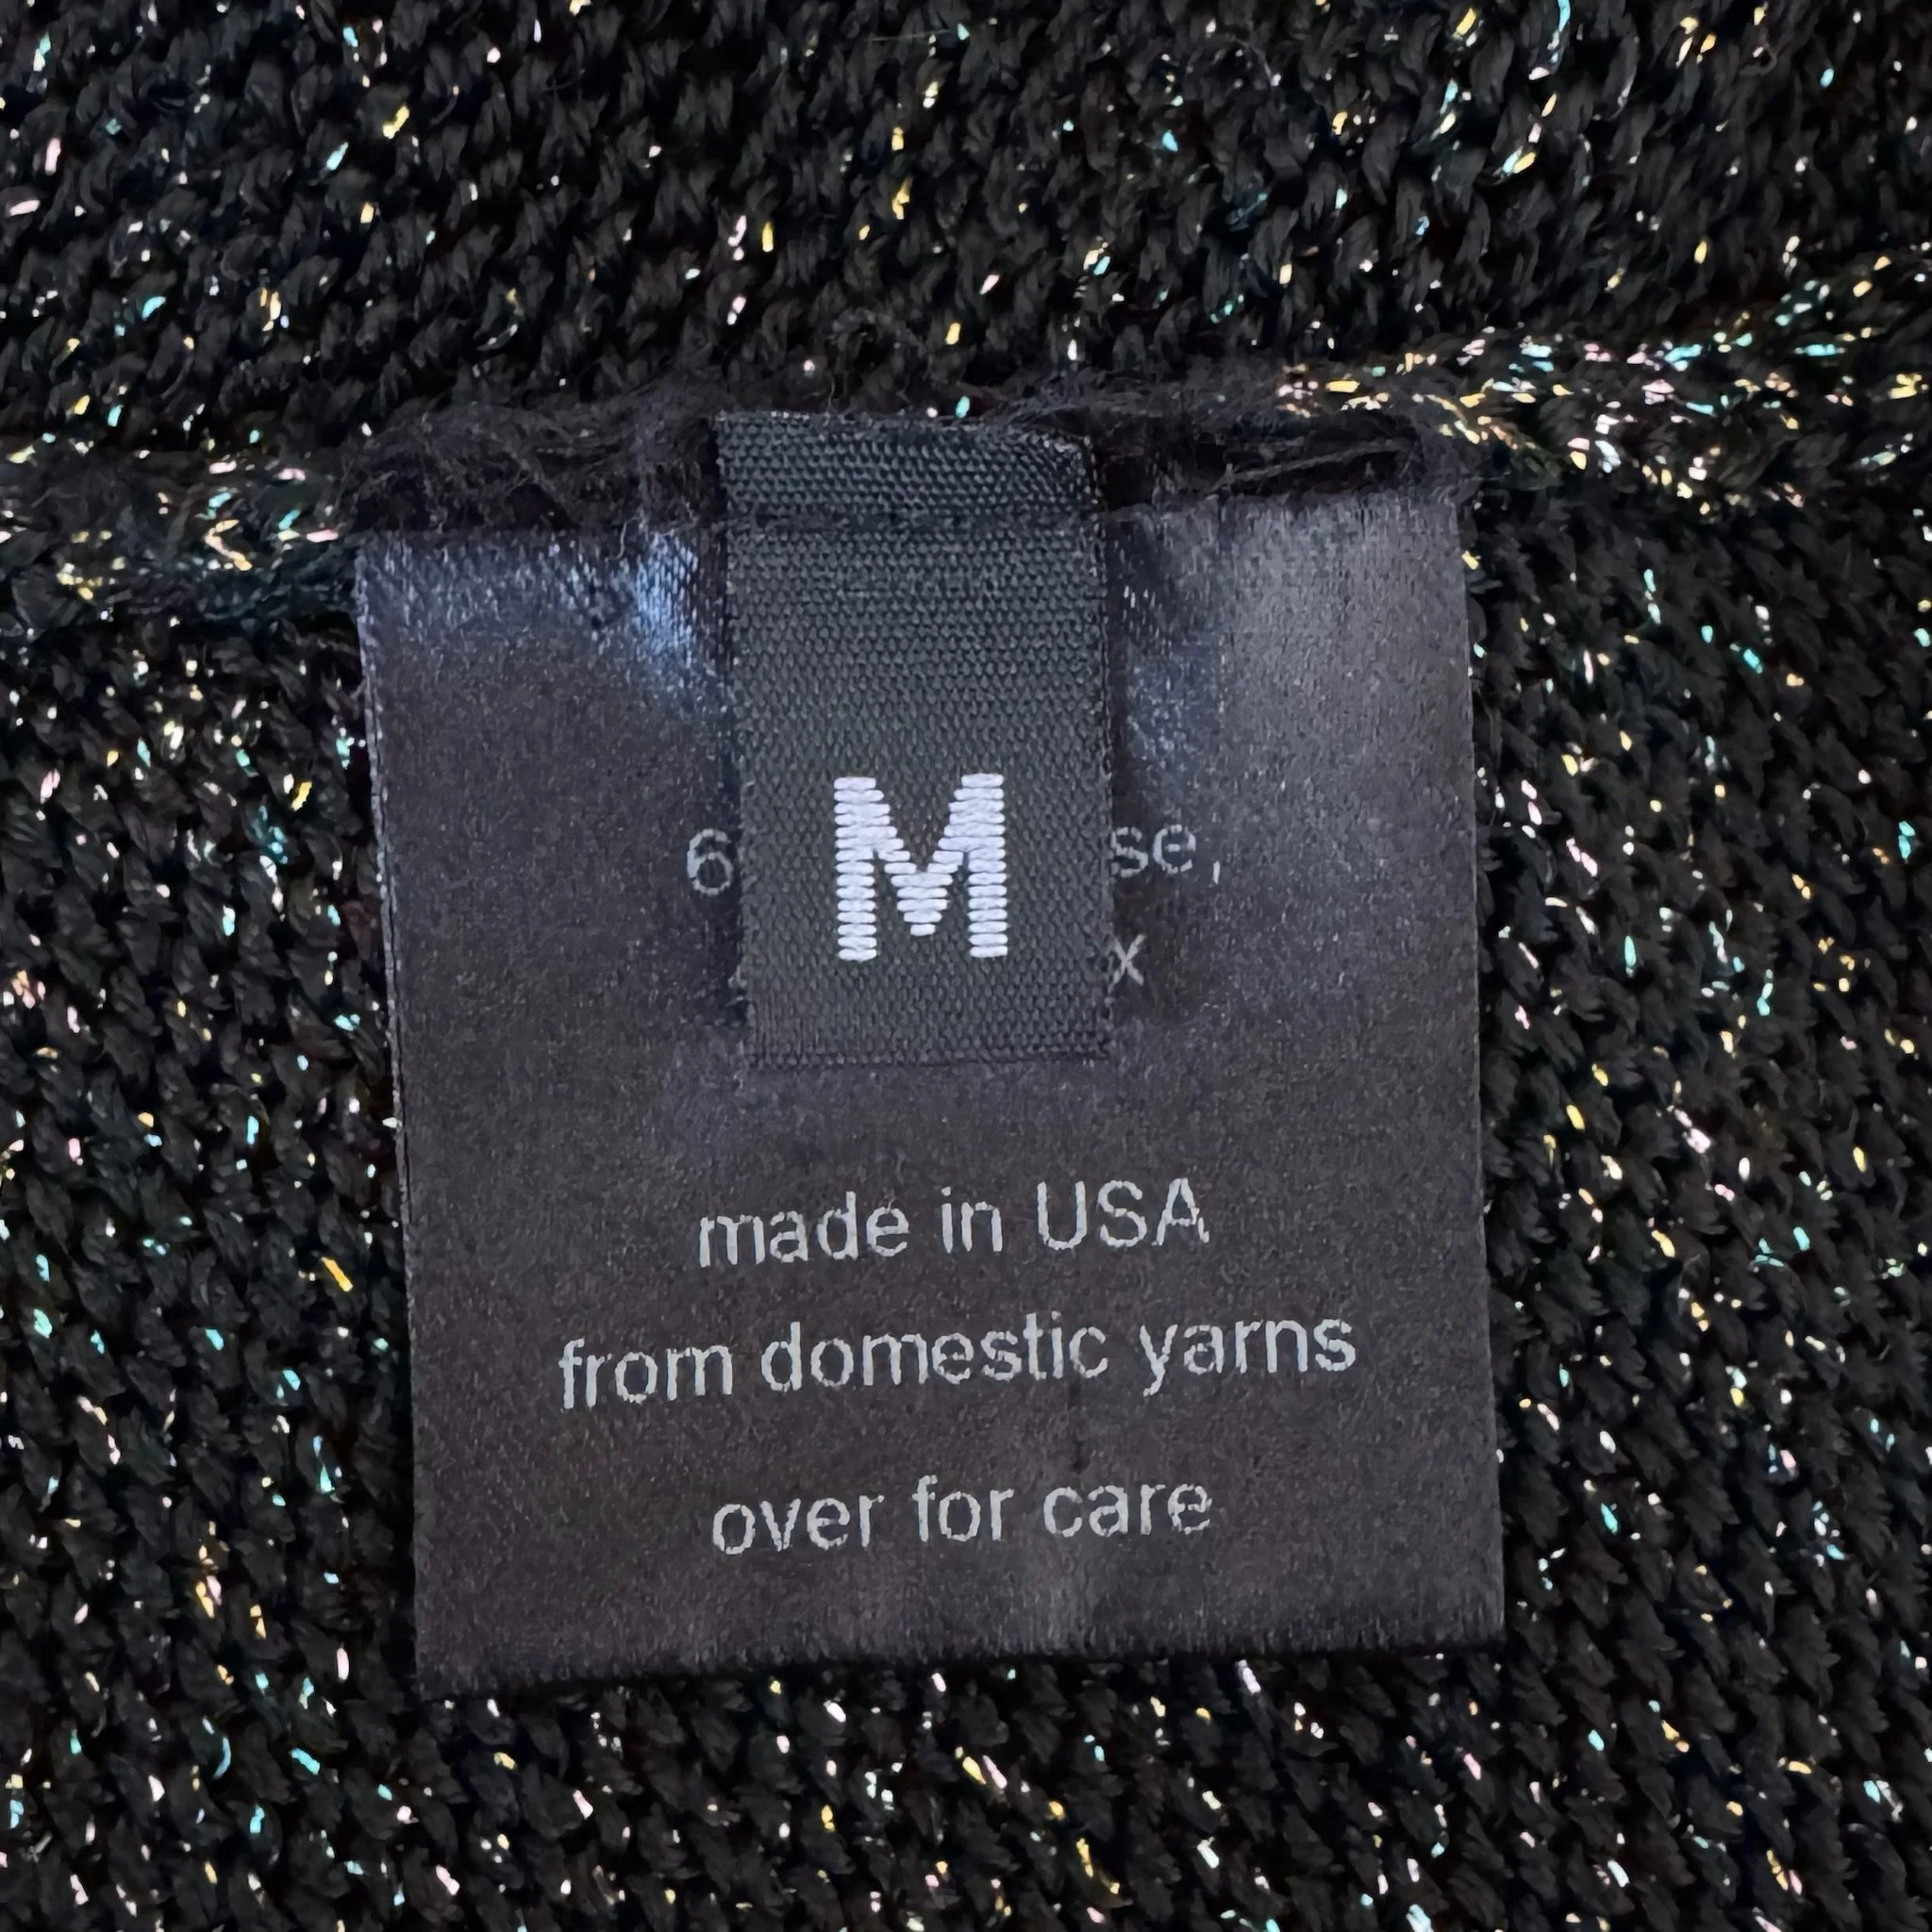 M
made in USA
from domestic yarns
over for care